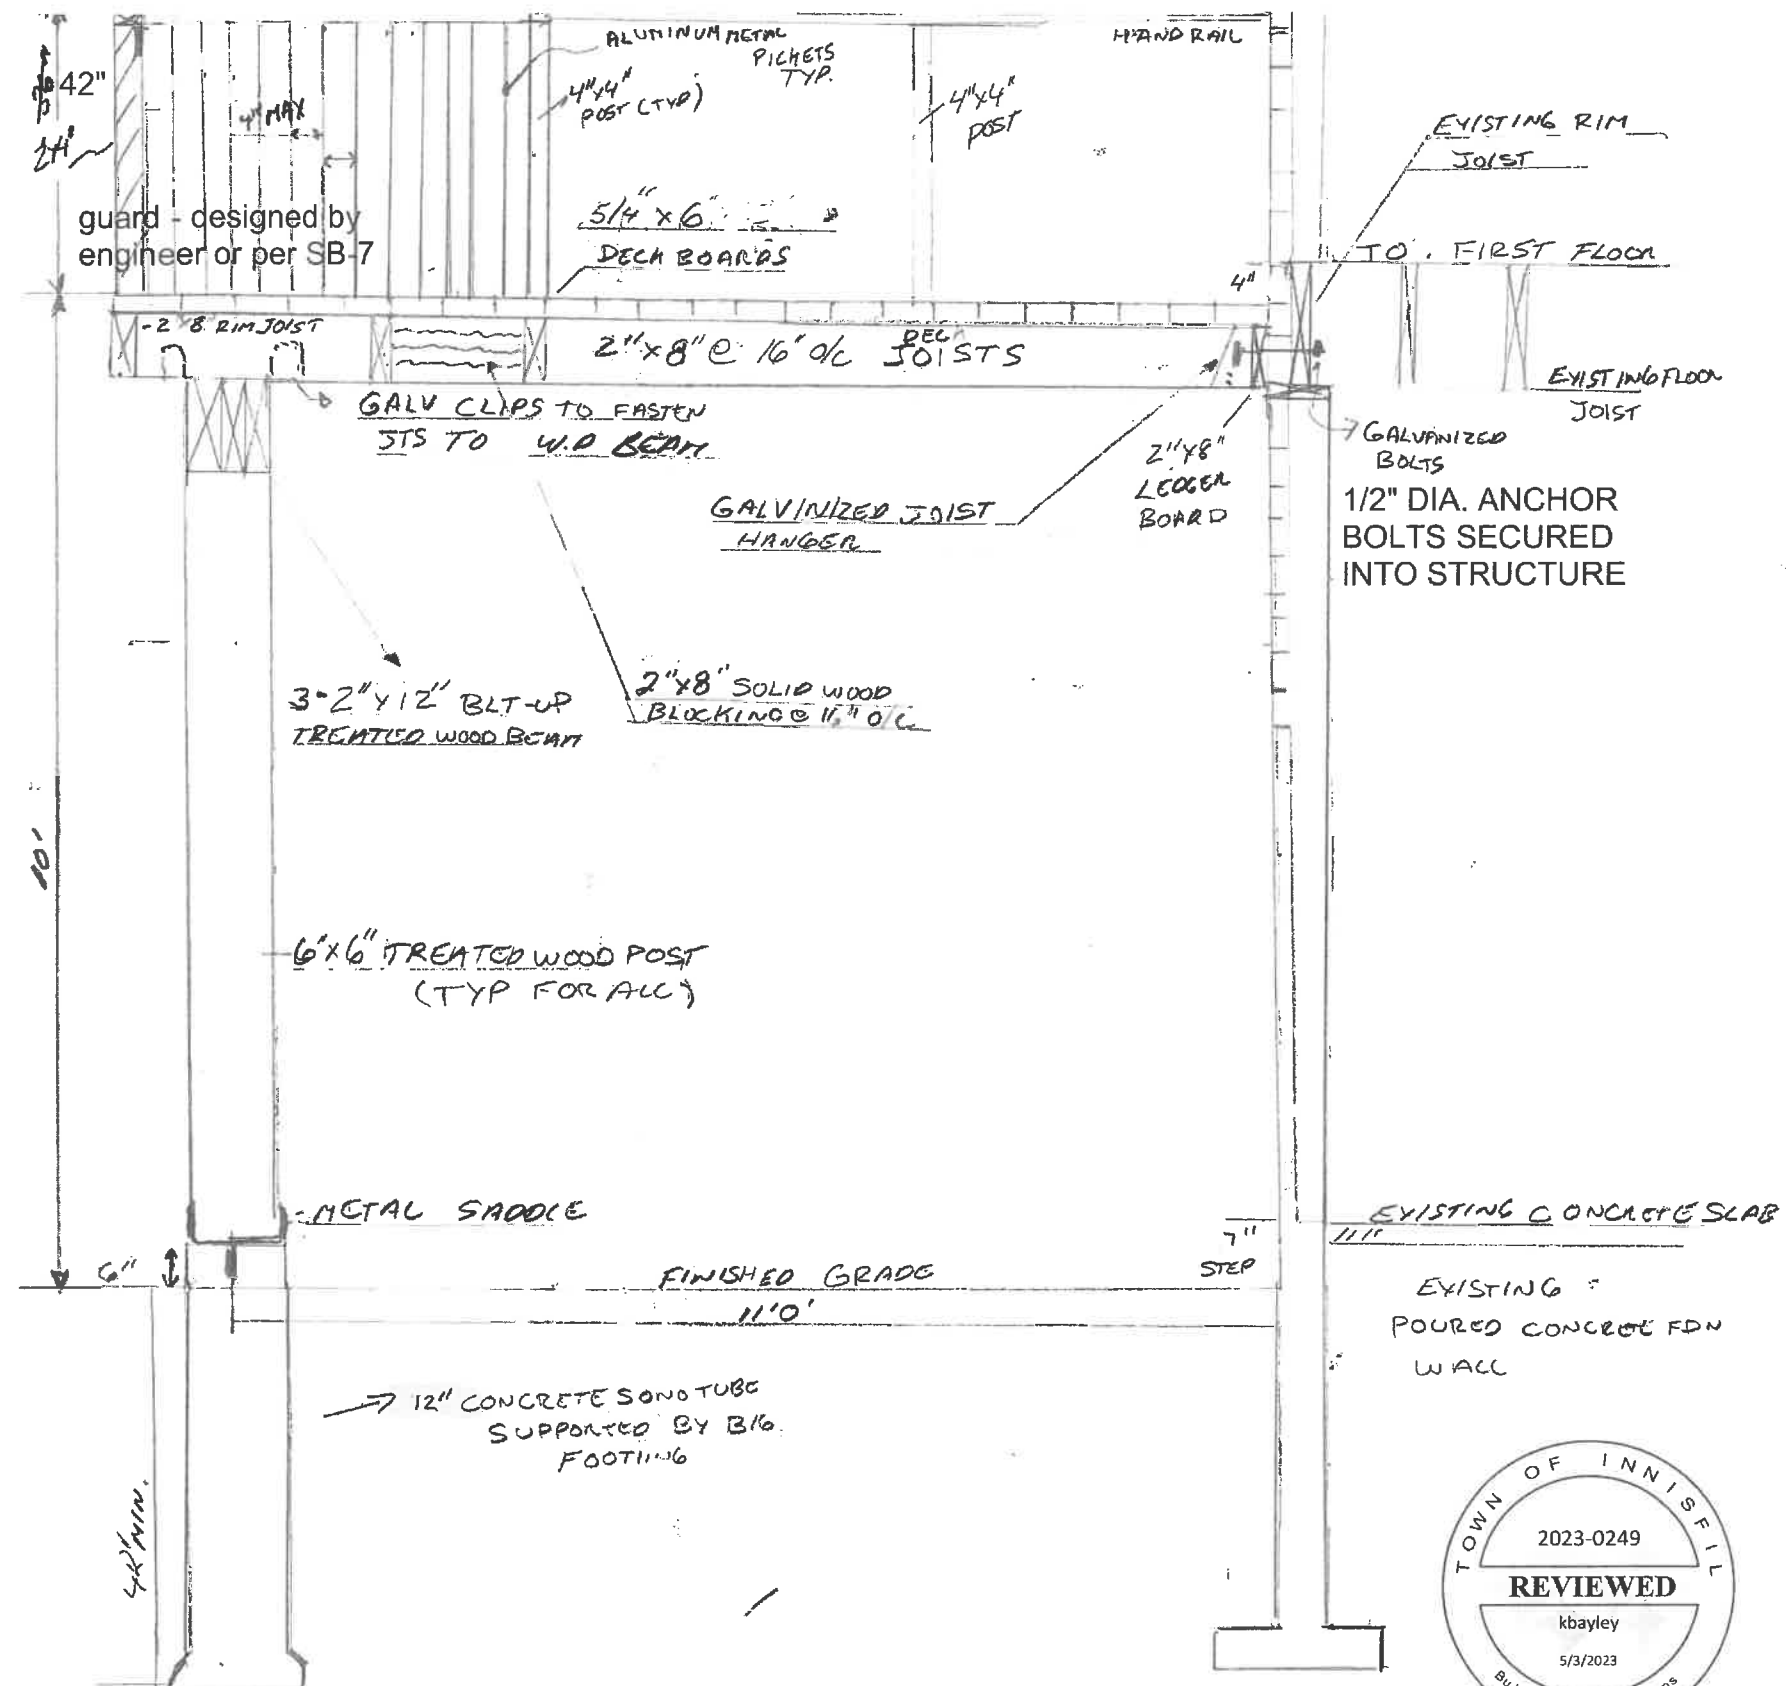 ALUMINUM METAL
PICKETS
TYP.
HAND RAIL
42"
4" MAX
4"x4"
POST (TYP)
4"x4"
POST
EXISTING RIM
JOIST
guard - designed by
engineer or per SB-7
5/4" x 6"
DECK BOARDS
T.O. FIRST FLOOR
4"
-2 8 RIM JOIST
2"x8" @ 16' o/c DECK JOISTS
EXISTING FLOOR
JOIST
GALV CLIPS TO FASTEN
JTS TO W.D BEAM
GALVANIZED
BOLTS
2"x8"
LEDGER
BOARD
1/2" DIA. ANCHOR
BOLTS SECURED
INTO STRUCTURE
GALVINIZED JOIST
HANGER
3-2"x12" BLT-UP
TREATED WOOD BEAM
2"x8" SOLID WOOD
BLOCKING @ o/c
10'
6"x6" TREATED WOOD POST
(TYP FOR ALL)
METAL SADDLE
EXISTING CONCRETE SLAB
7"
STEP
6"
FINISHED GRADE
11'0'
EXISTING
POURED CONCRETE FDN
WALL
12" CONCRETE SONOTUBE
SUPPORTED BY BIG
FOOTING
MIN.
TOWN OF INNISFIL
2023-0249
REVIEWED
kbayley
5/3/2023